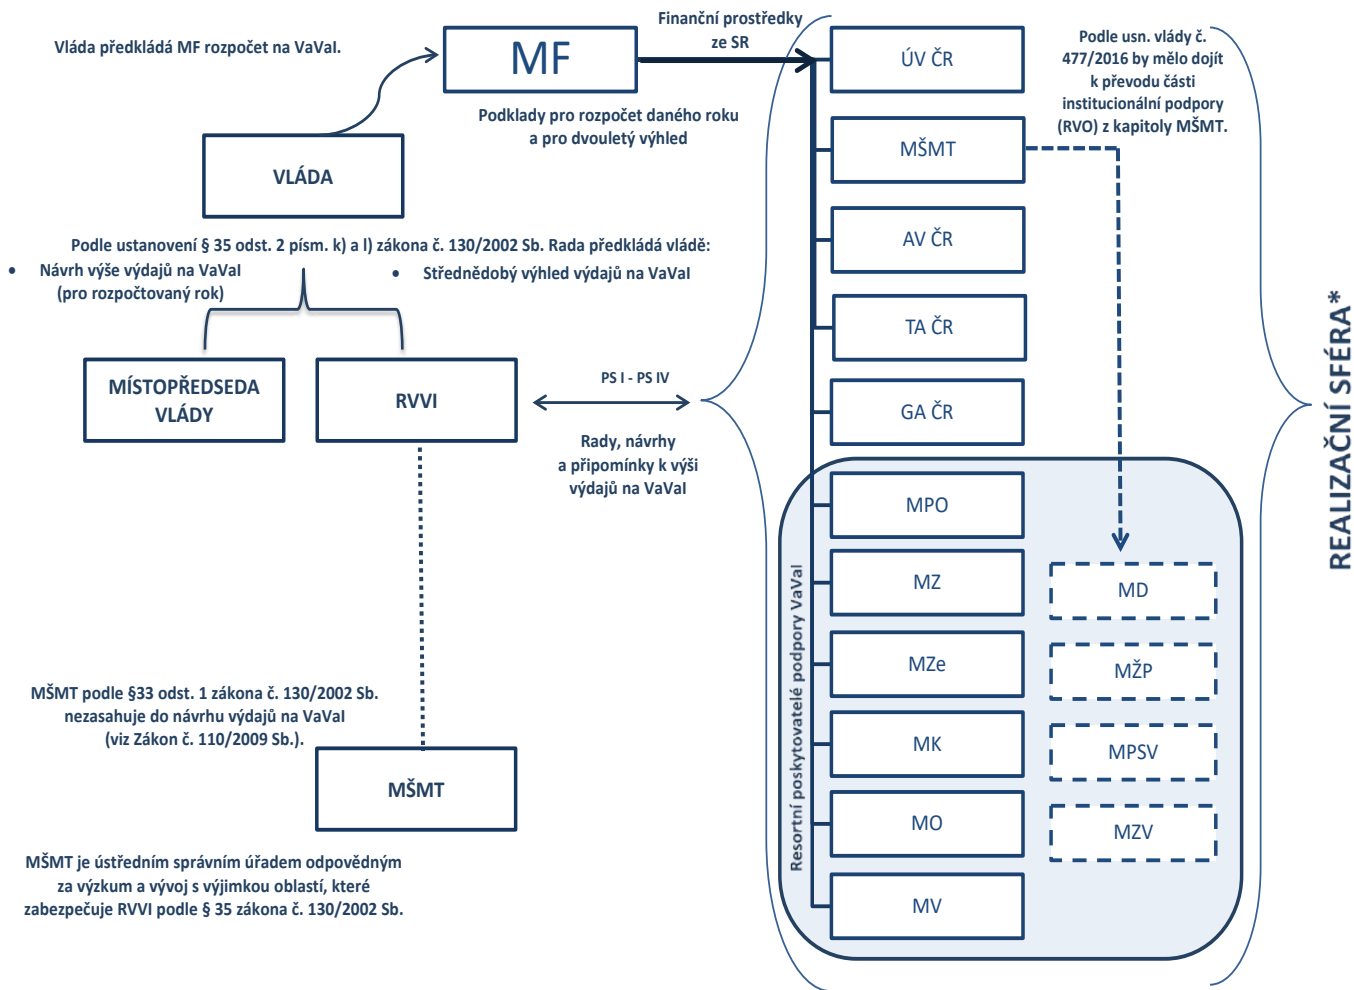 Vláda předkládá MF rozpočet na VaVaI.
MF
Finanční prostředky
ze SR
Podklady pro rozpočet daného roku
a pro dvouletý výhled
VLÁDA
Podle ustanovení § 35 odst. 2 písm. k) a l) zákona č. 130/2002 Sb. Rada předkládá vládě:
• Návrh výše výdajů na VaVaI
(pro rozpočtovaný rok)
• Střednědobý výhled výdajů na VaVaI
MÍSTOPŘEDSEDA
VLÁDY
RVVI
PS I - PS IV
Rady, návrhy
a připomínky k výši
výdajů na VaVaI
MŠMT podle §33 odst. 1 zákona č. 130/2002 Sb.
nezasahuje do návrhu výdajů na VaVaI
(viz Zákon č. 110/2009 Sb.).
MŠMT
MŠMT je ústředním správním úřadem odpovědným
za výzkum a vývoj s výjimkou oblastí, které
zabezpečuje RVVI podle § 35 zákona č. 130/2002 Sb.
ÚV ČR
MŠMT
AV ČR
TA ČR
GA ČR
Podle usn. vlády č.
477/2016 by mělo dojít
k převodu části
institucionální podpory
(RVO) z kapitoly MŠMT.
Resortní poskytovatelé podpory VaVaI
MPO
MZ
MZe
MK
MO
MV
MD
MŽP
MPSV
MZV
REALIZAČNÍ SFÉRA*